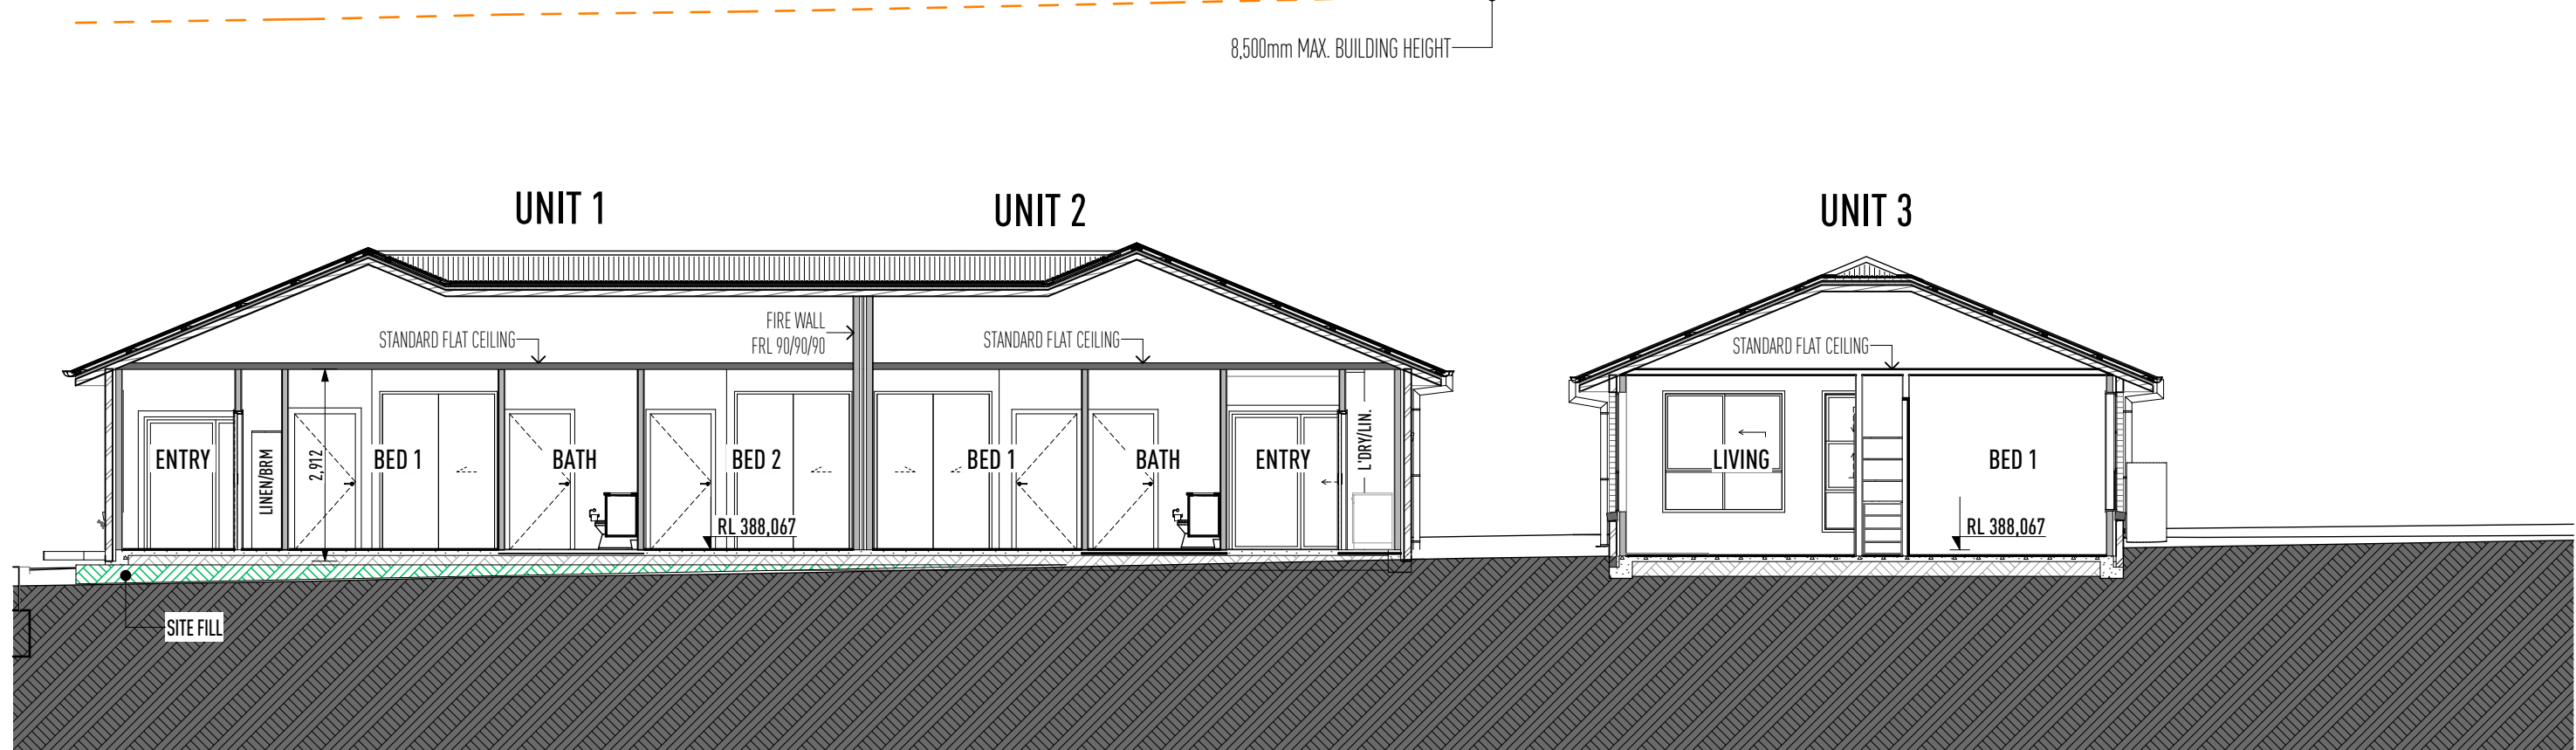 8,500mm MAX. BUILDING HEIGHT
UNIT 1
UNIT 2
UNIT 3
STANDARD FLAT CEILING
FIRE WALL
FRL 90/90/90
STANDARD FLAT CEILING
STANDARD FLAT CEILING
ENTRY
LINEN/BRM
2,912
BED 1
BATH
BED 2
RL 388,067
BED 1
BATH
ENTRY
L'DRY/LIN.
LIVING
BED 1
RL 388,067
SITE FILL